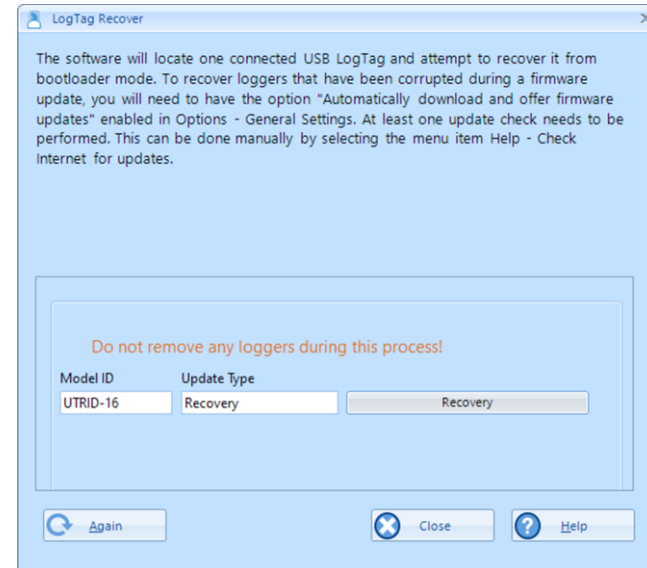 LogTag Recover
The software will locate one connected USB LogTag and attempt to recover it from
bootloader mode. To recover loggers that have been corrupted during a firmware
update, you will need to have the option "Automatically download and offer firmware
updates" enabled in Options - General Settings. At least one update check needs to be
performed. This can be done manually by selecting the menu item Help - Check
Internet for updates.
Do not remove any loggers during this process!
Model ID Update Type
UTRID-16 Recovery Recovery
Again Close Help